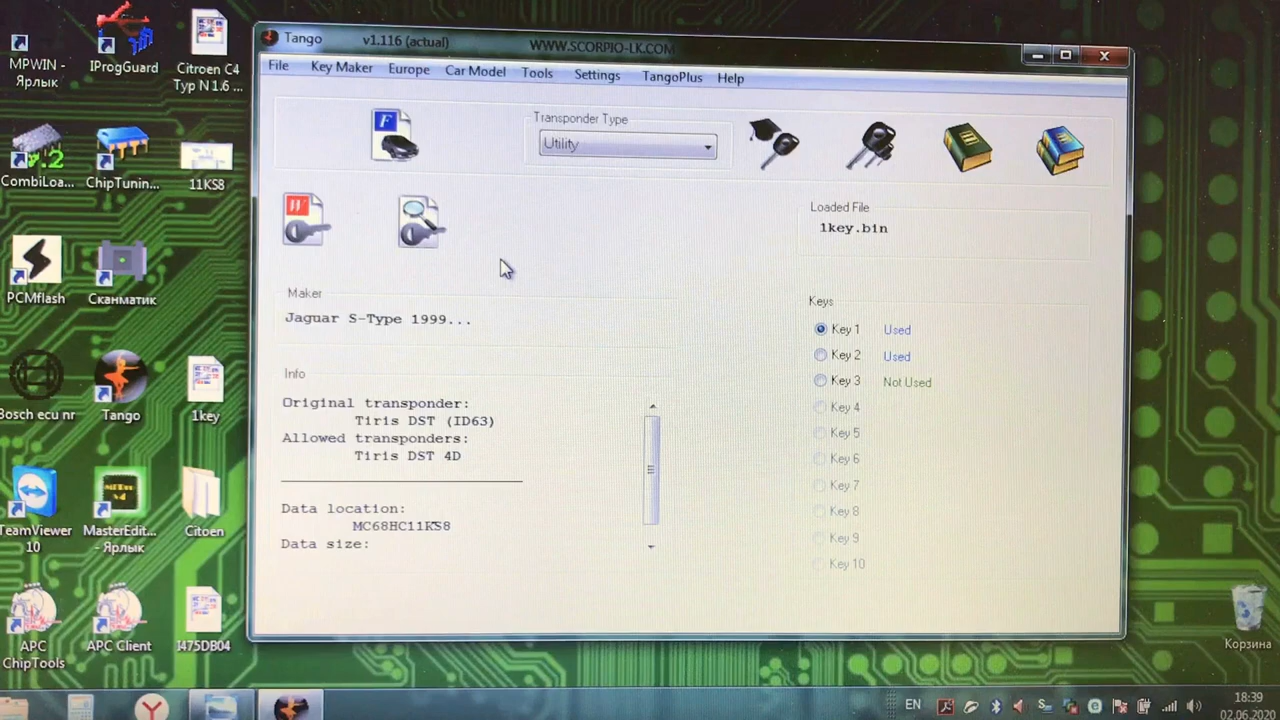 MPWIN -
Ярлык
IProgGuard
Citroen C4
Typ N 1.6 ...
CombiLoa...
ChipTunin...
11KS8
PCMflash
Сканматик
Bosch ecu nr
Tango
1key
TeamViewer
10
MasterEdit...
- Ярлык
Citoen
APC
ChipTools
APC Client
I475DB04
Tango v1.116 (actual) WWW.SCORPIO-LK.COM
File Key Maker Europe Car Model Tools Settings TangoPlus Help
F
Transponder Type
Utility
W
Loaded File
1key.bin
Maker
Jaguar S-Type 1999...
Info
Original transponder:
Tiris DST (ID63)
Allowed transponders:
Tiris DST 4D
Data location:
MC68HC11KS8
Data size:
Keys
Key 1 Used
Key 2 Used
Key 3 Not Used
Key 4
Key 5
Key 6
Key 7
Key 8
Key 9
Key 10
Корзина
EN
18:39
02.06.2020